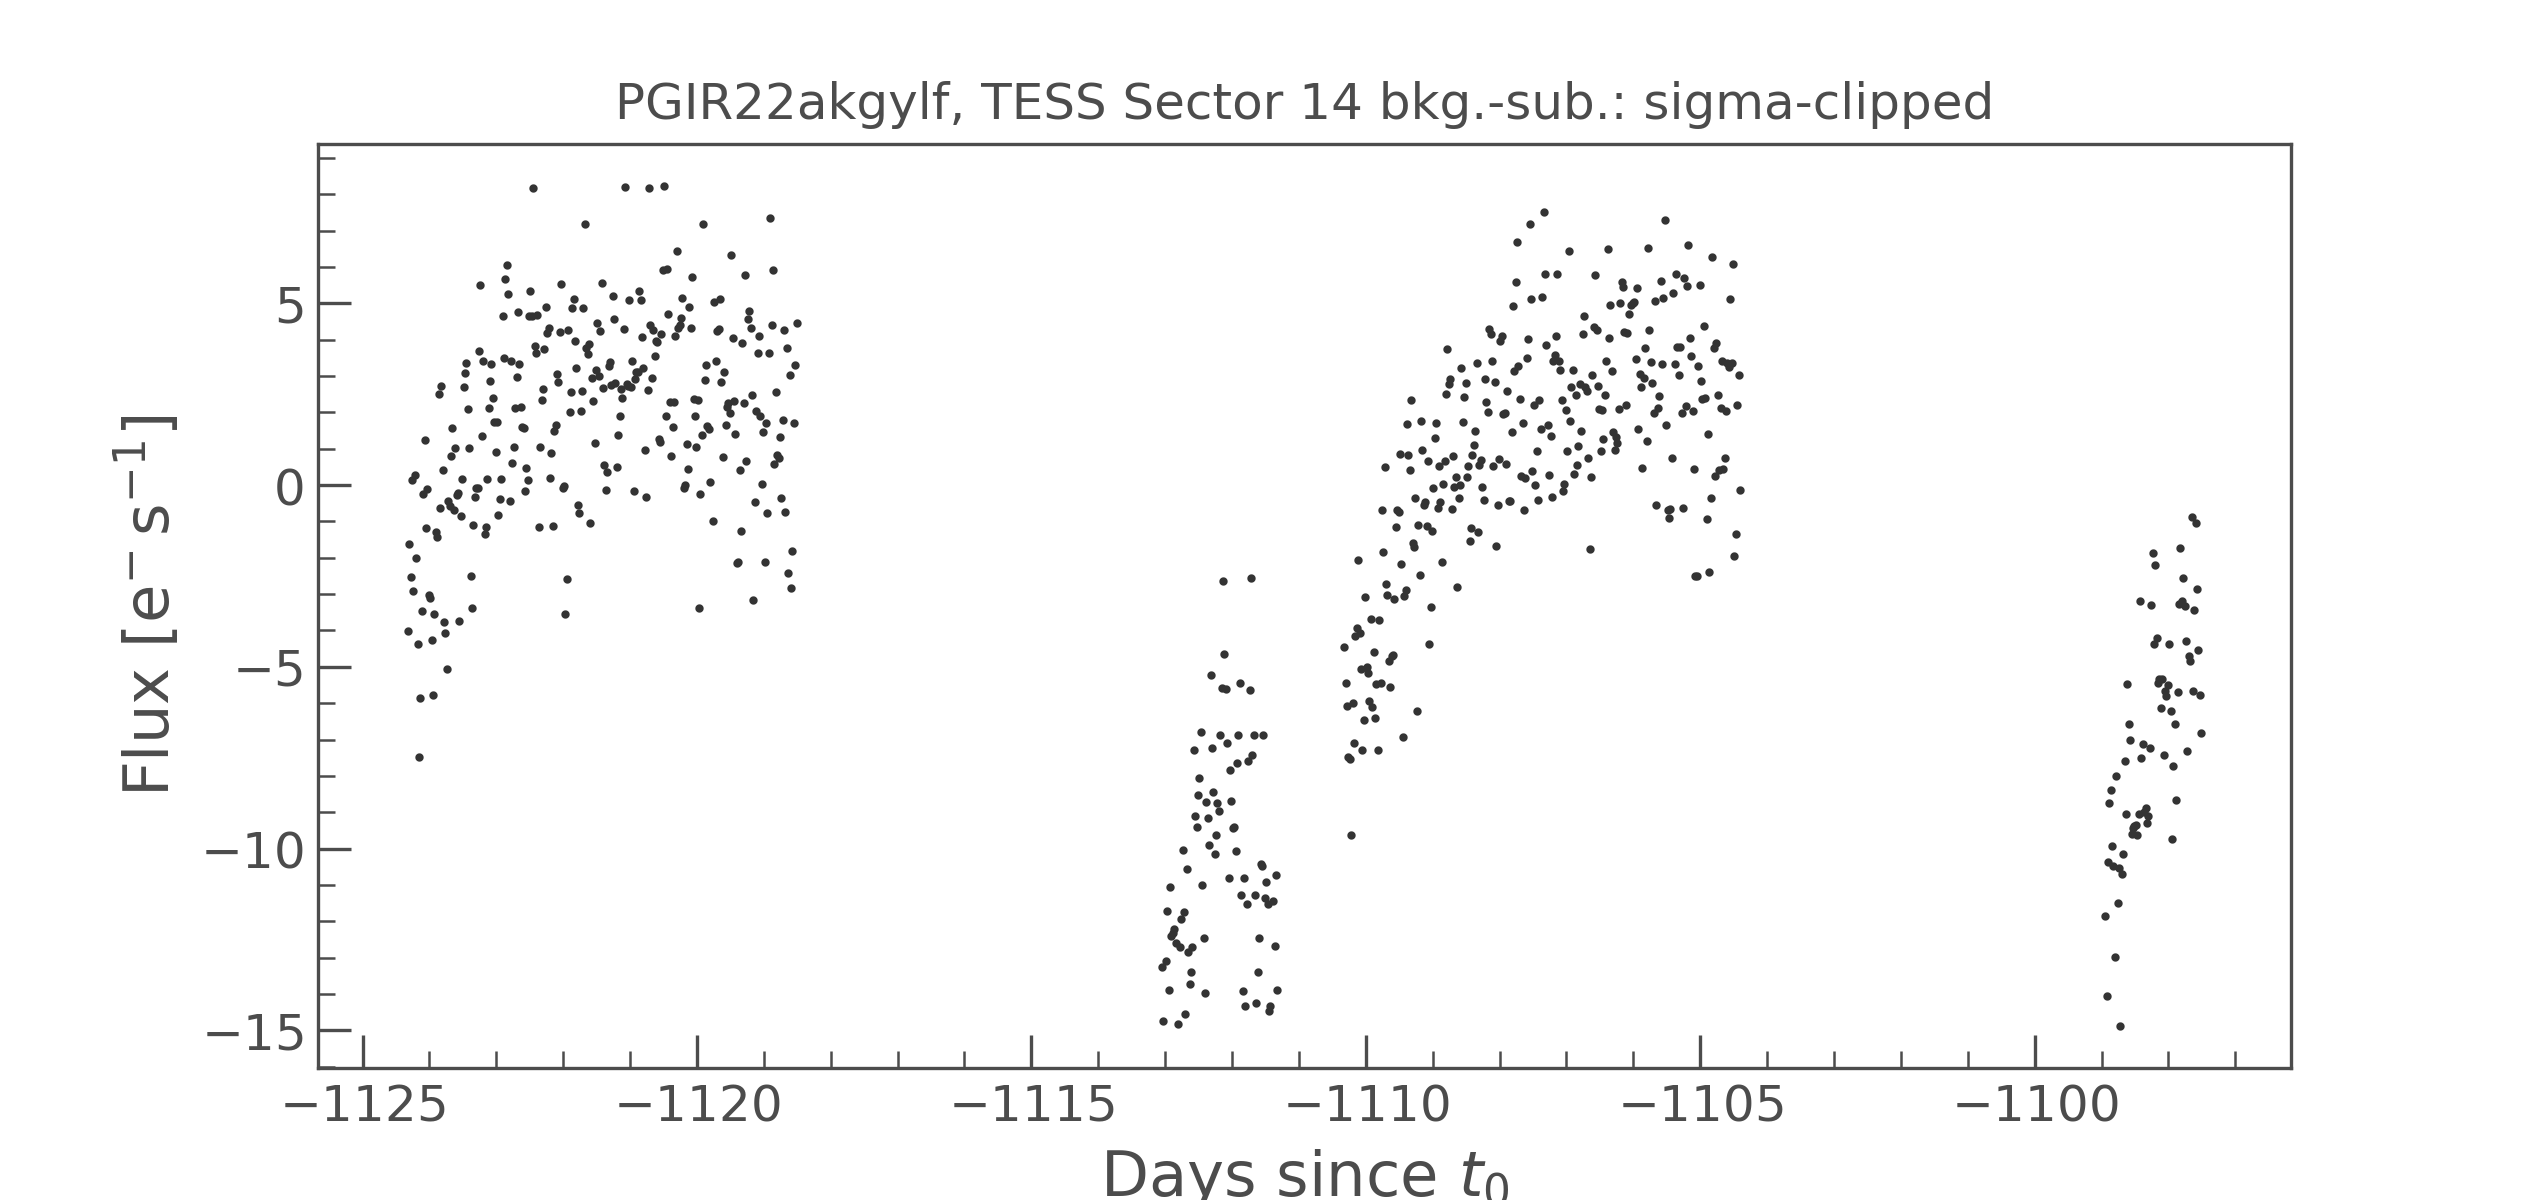 PGIR22akgylf, TESS Sector 14 bkg.-sub.: sigma-clipped
Flux [e⁻ s⁻¹]
5
0
−5
−10
−15
−1125 −1120 −1115 −1110 −1105 −1100
Days since t₀